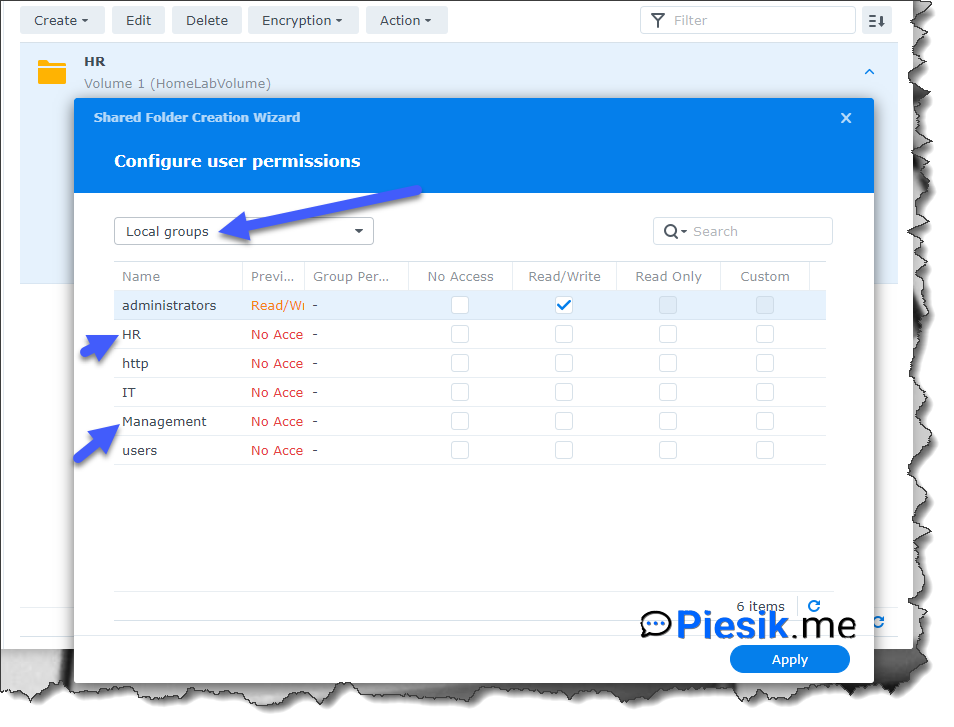 Create Edit Delete Encryption Action Filter
HR
Volume 1 (HomeLabVolume)
Shared Folder Creation Wizard
Configure user permissions
Local groups Search
Name Previ... Group Per... No Access Read/Write Read Only Custom
administrators Read/Wr -
HR No Acce -
http No Acce -
IT No Acce -
Management No Acce -
users No Acce -
6 items
Piesik.me
Apply